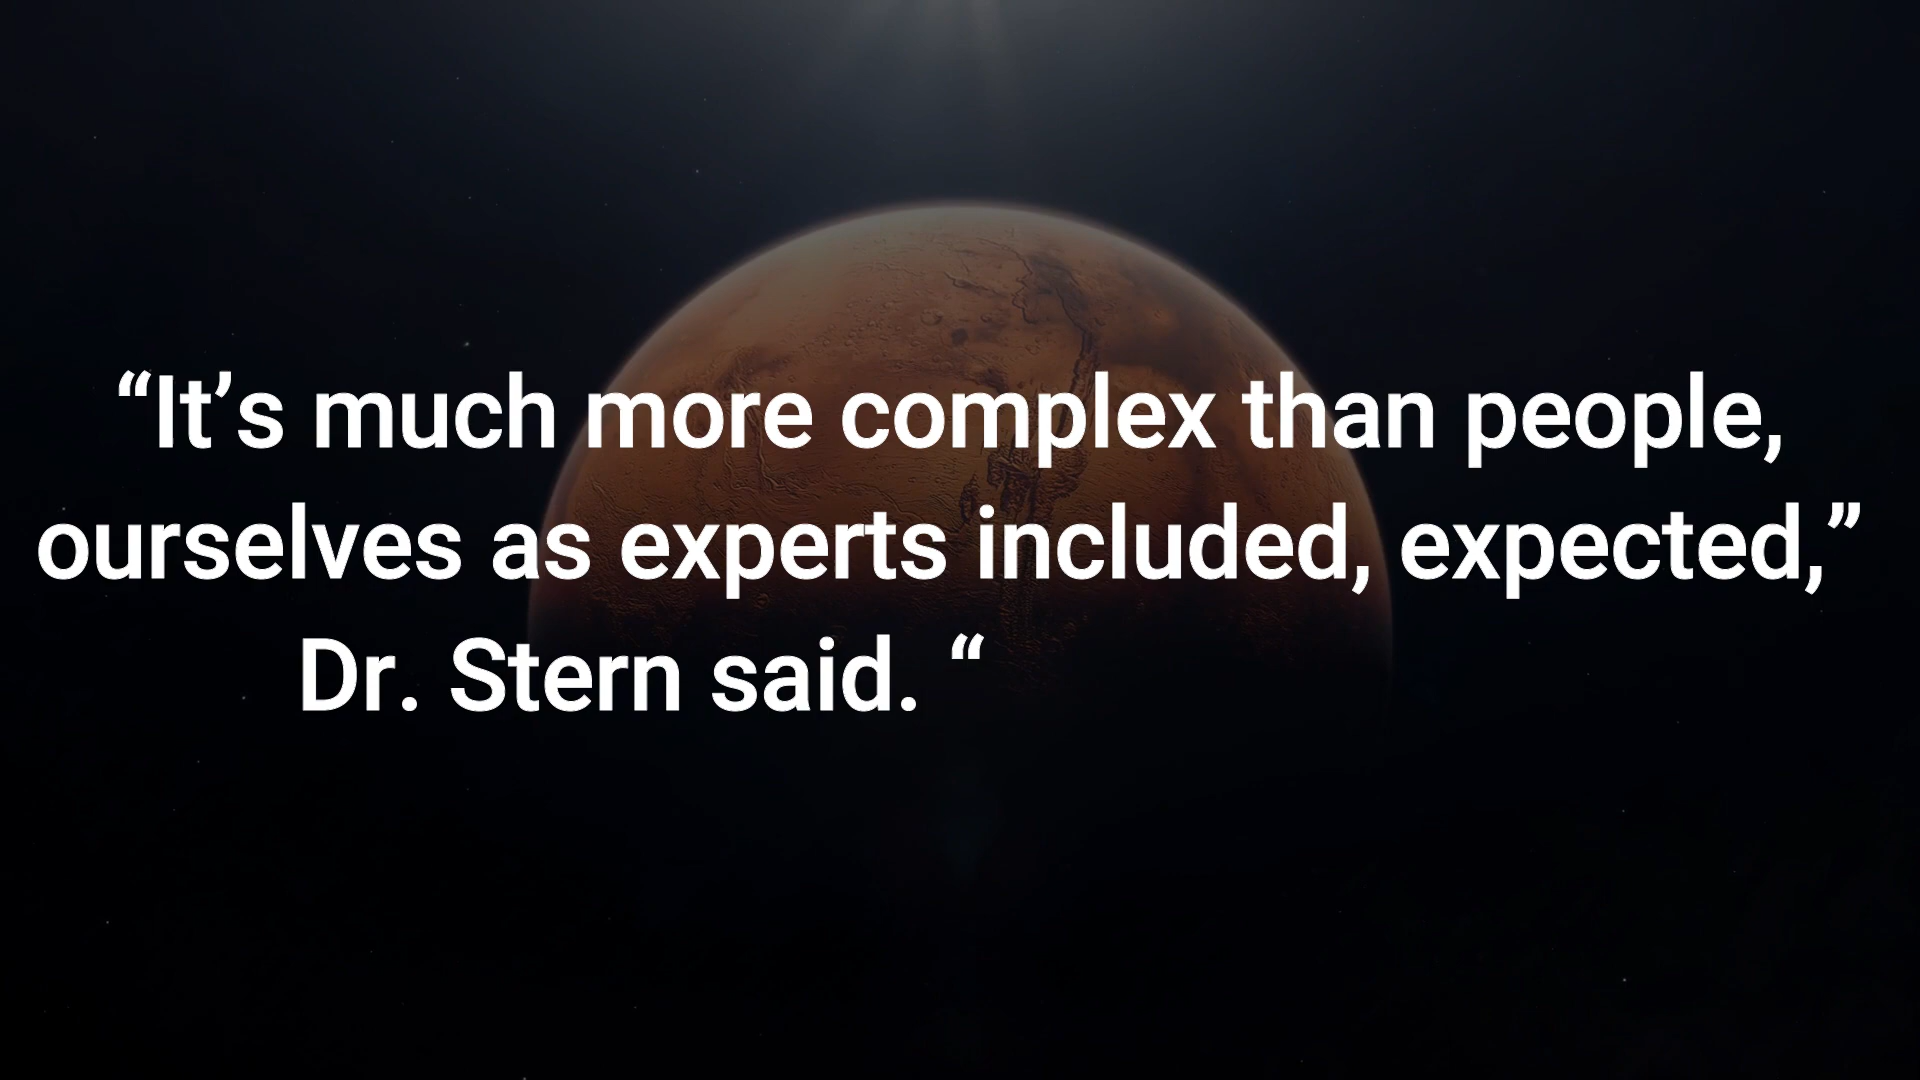 “It’s much more complex than people,
ourselves as experts included, expected,”
Dr. Stern said. “